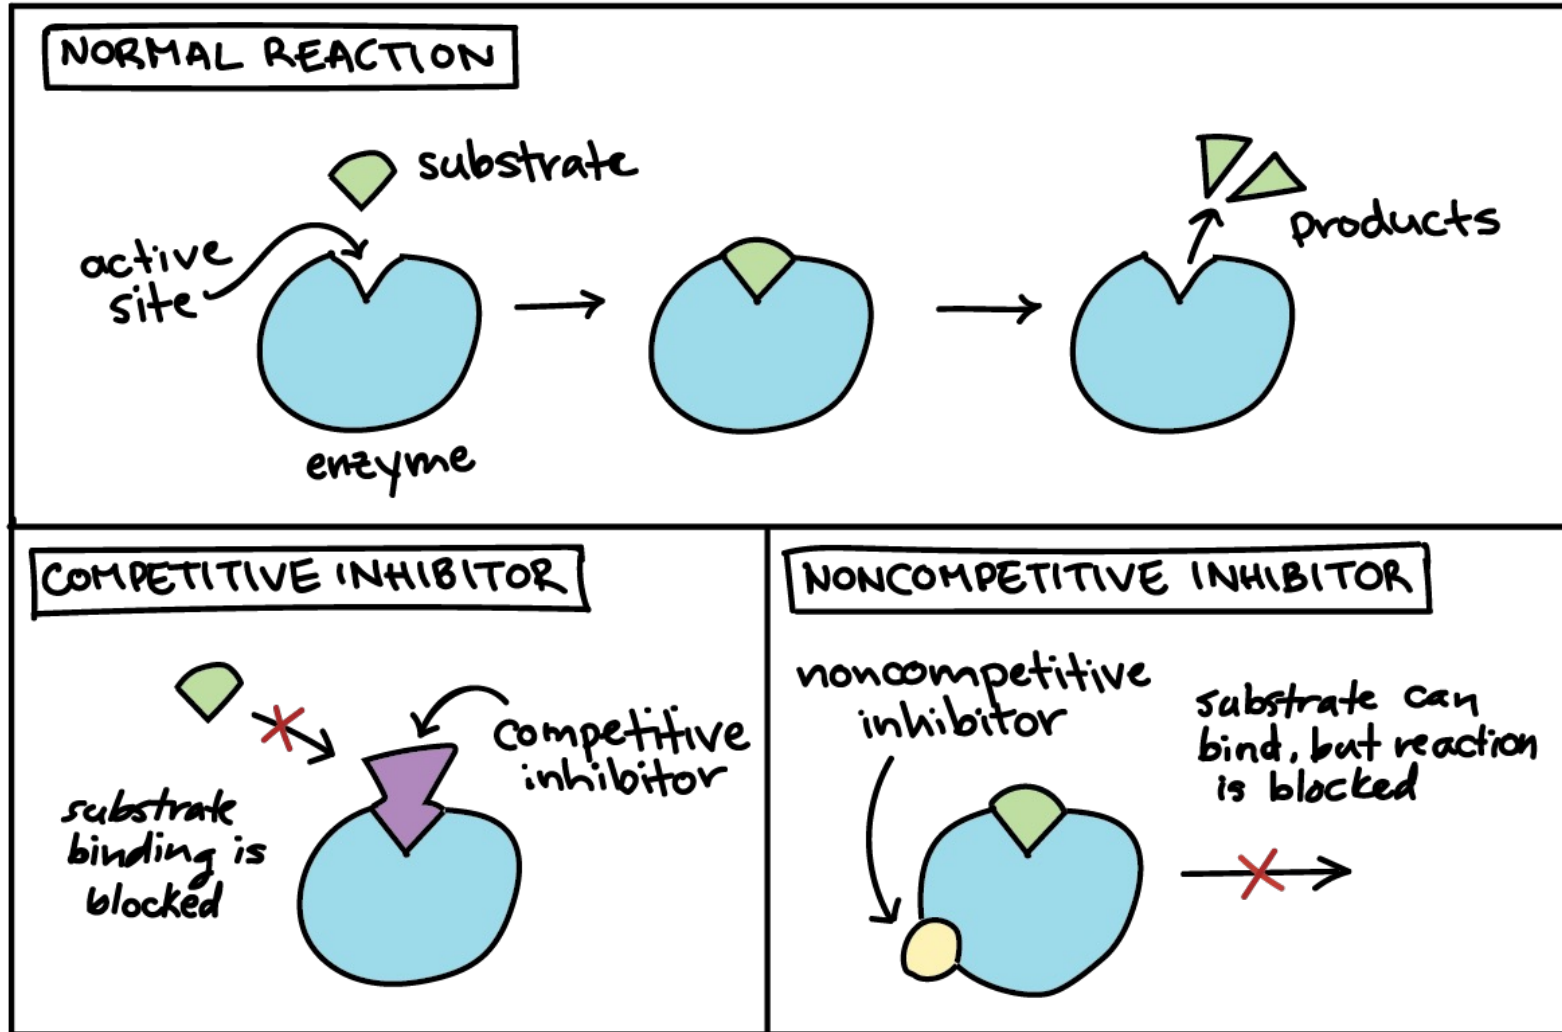 NORMAL REACTION
substrate
active
site
products
enzyme
COMPETITIVE INHIBITOR
competitive
inhibitor
substrate
binding is
blocked
NONCOMPETITIVE INHIBITOR
noncompetitive
inhibitor
substrate can
bind, but reaction
is blocked